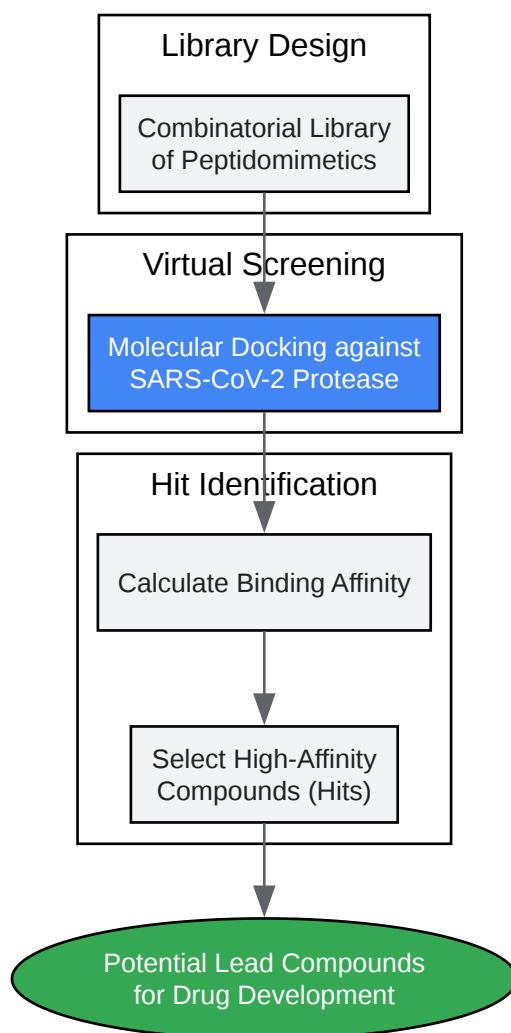 Library Design
Combinatorial Library
of Peptidomimetics
Virtual Screening
Molecular Docking against
SARS-CoV-2 Protease
Hit Identification
Calculate Binding Affinity
Select High-Affinity
Compounds (Hits)
Potential Lead Compounds
for Drug Development